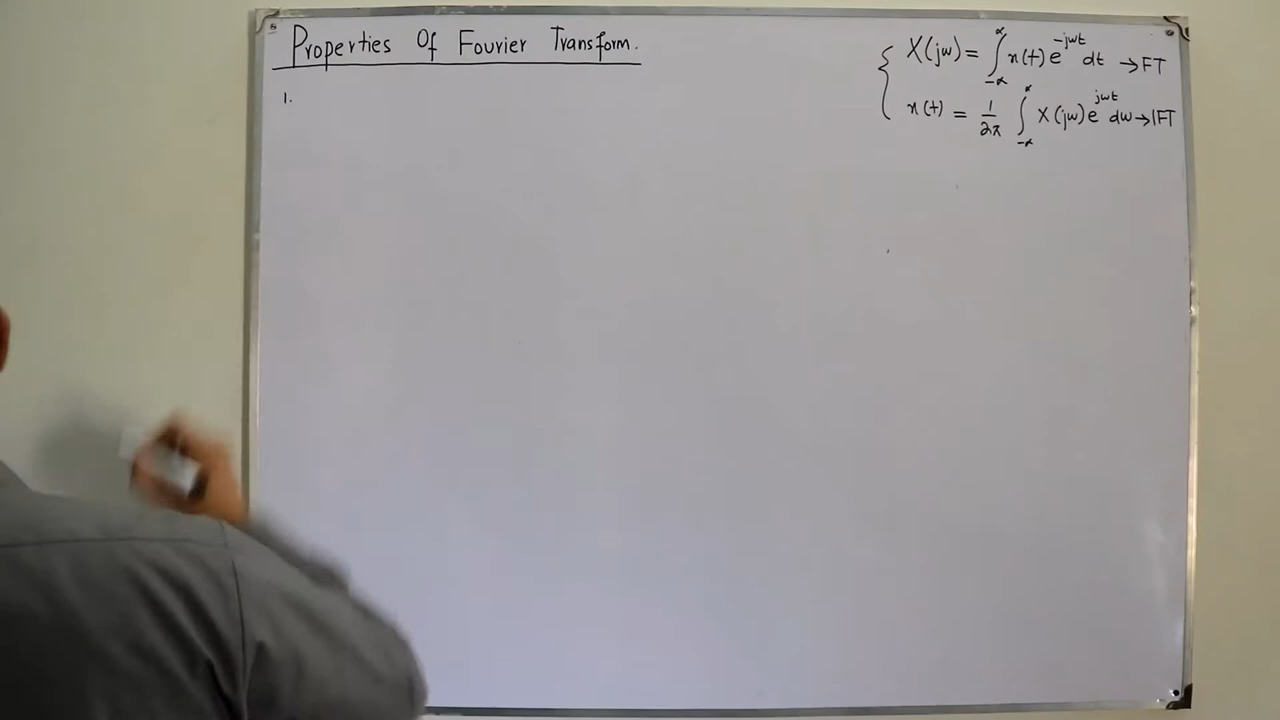 Properties Of Fourier Transform.
X(jω) = ∫_{-∝}^{∝} x(t) e^{-jωt} dt → FT
x(t) = 1/2π ∫_{-∝}^{∝} X(jω) e^{jωt} dω → IFT
1.